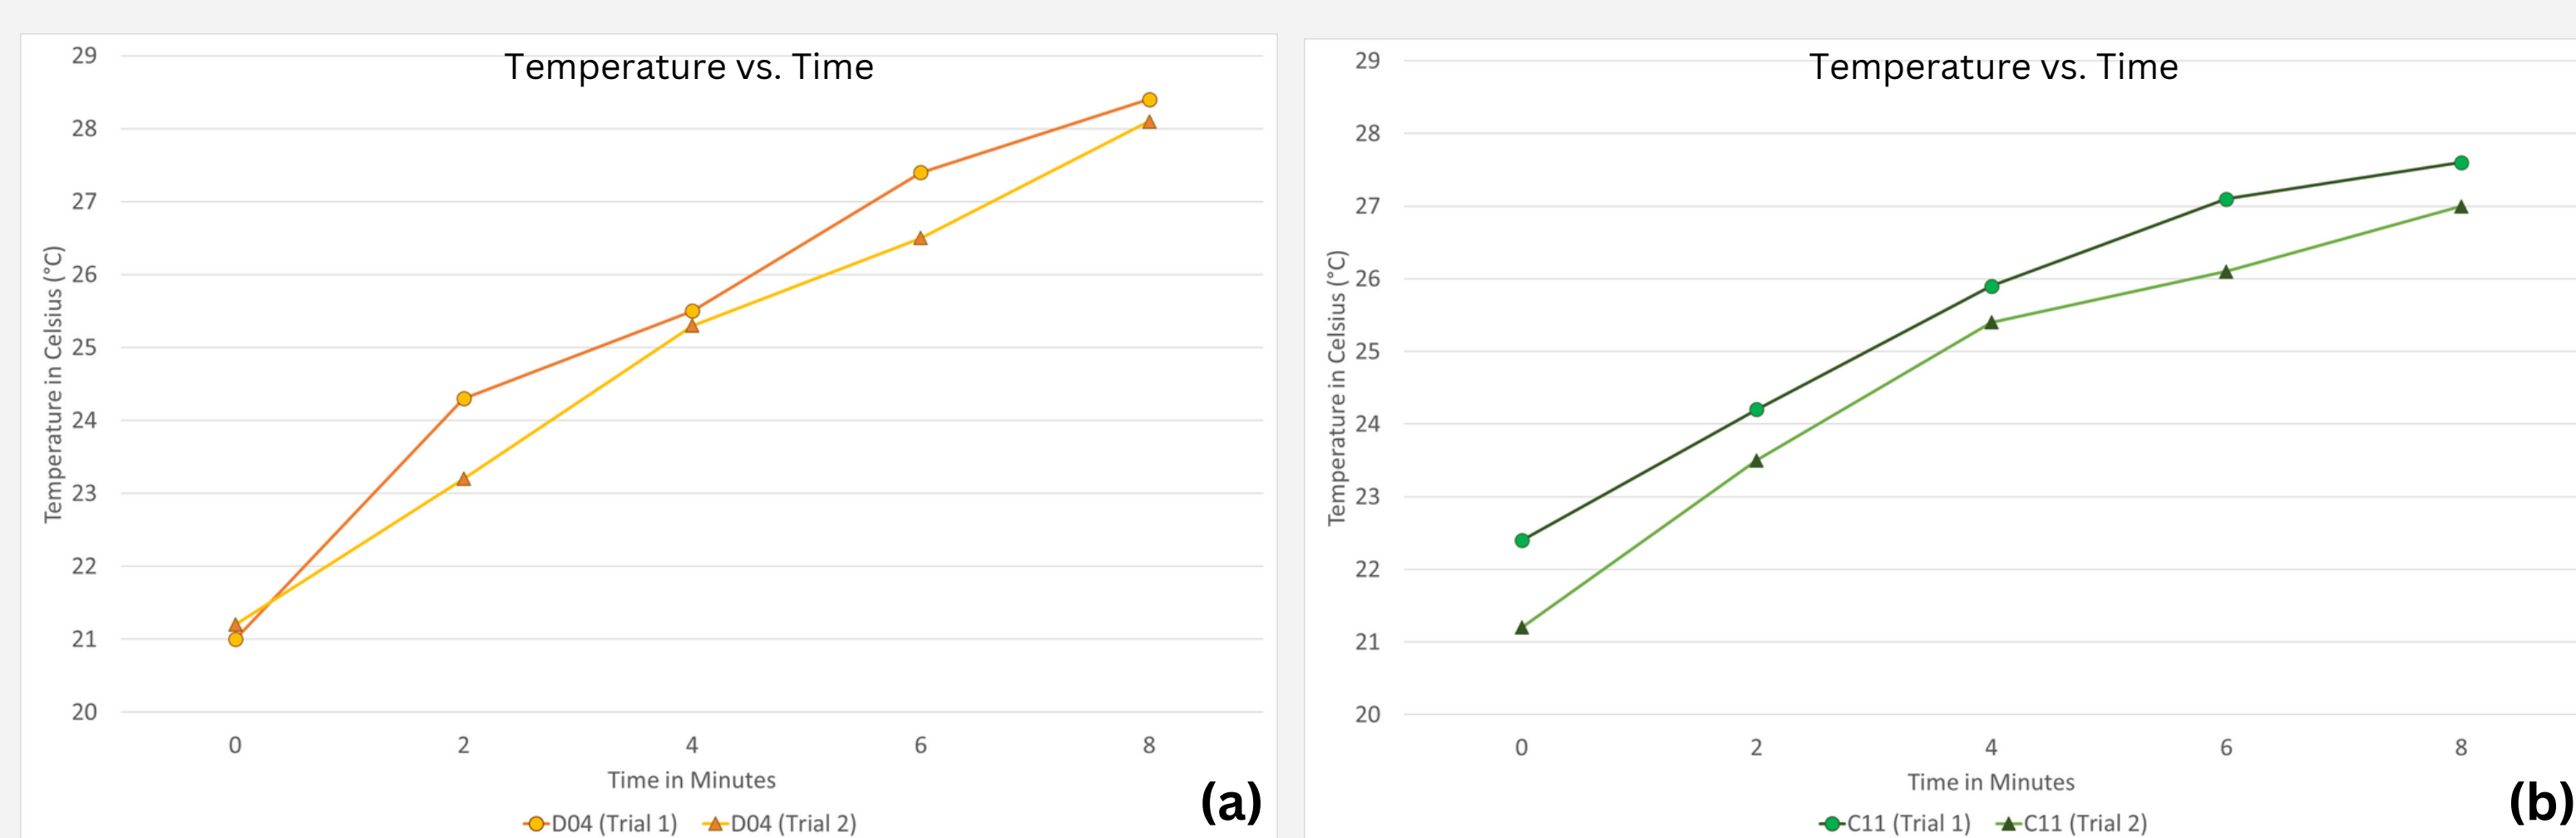 Temperature vs. Time
29
28
27
26
25
24
23
22
21
20
Temperature in Celsius (°C)
0 2 4 6 8
Time in Minutes
D04 (Trial 1) D04 (Trial 2)
(a)
Temperature vs. Time
29
28
27
26
25
24
23
22
21
20
Temperature in Celsius (°C)
0 2 4 6 8
Time in Minutes
C11 (Trial 1) C11 (Trial 2)
(b)